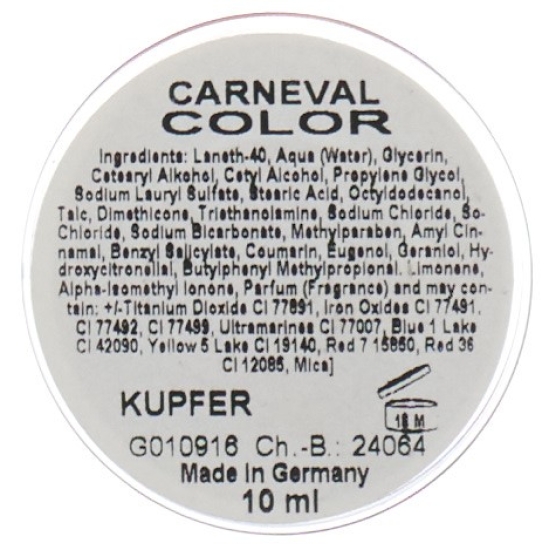 CARNEVAL
COLOR
Ingredients: Laneth-40, Aqua (Water), Glycerin,
Cetearyl Alkohol, Cetyl Alcohol, Propylene Glycol,
Sodium Lauryl Sulfate, Stearic Acid, Octyldodecanol,
Talc, Dimethicone, Triethanolamine, Sodium Chloride, So-
Chloride, Sodium Bicarbonate, Methylparaben, Amyl Cin-
namal, Benzyl Salicylate, Coumarin, Eugenol, Geraniol, Hy-
droxycitronellal, Butylphenyl Methylpropional. Limonene,
Alpha-Isomethyl Ionone, Parfum (Fragrance) and may con-
tain: +/-Titanium Dioxide CI 77891, Iron Oxides CI 77491,
CI 77492, CI 77499, Ultramarines CI 77007, Blue 1 Lake
CI 42090, Yellow 5 Lake CI 19140, Red 7 15850, Red 36
CI 12085, Mica]
KUPFER
18 M
G010916 Ch.-B.: 24064
Made in Germany
10 ml